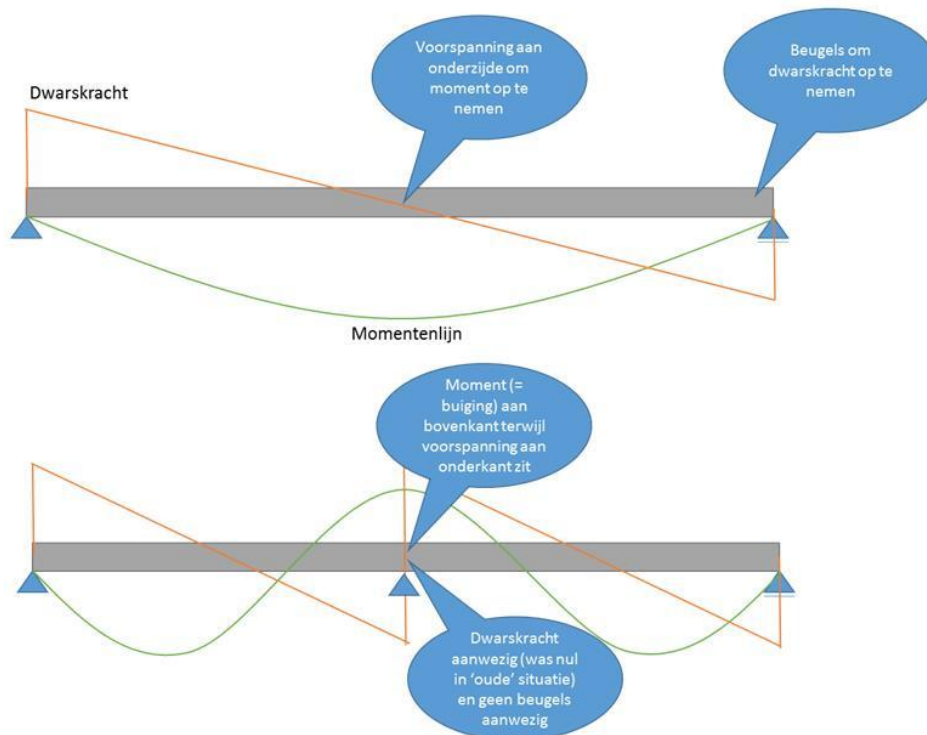 Dwarskracht
Voorspanning aan
onderzijde om
moment op te
nemen
Beugels om
dwarskracht op te
nemen
Momentenlijn
Moment (=
buiging) aan
bovenkant terwijl
voorspanning aan
onderkant zit
Dwarskracht
aanwezig (was nul
in 'oude' situatie)
en geen beugels
aanwezig